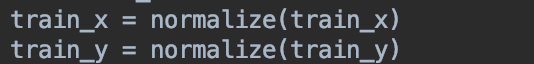 train_x = normalize(train_x)
train_y = normalize(train_y)